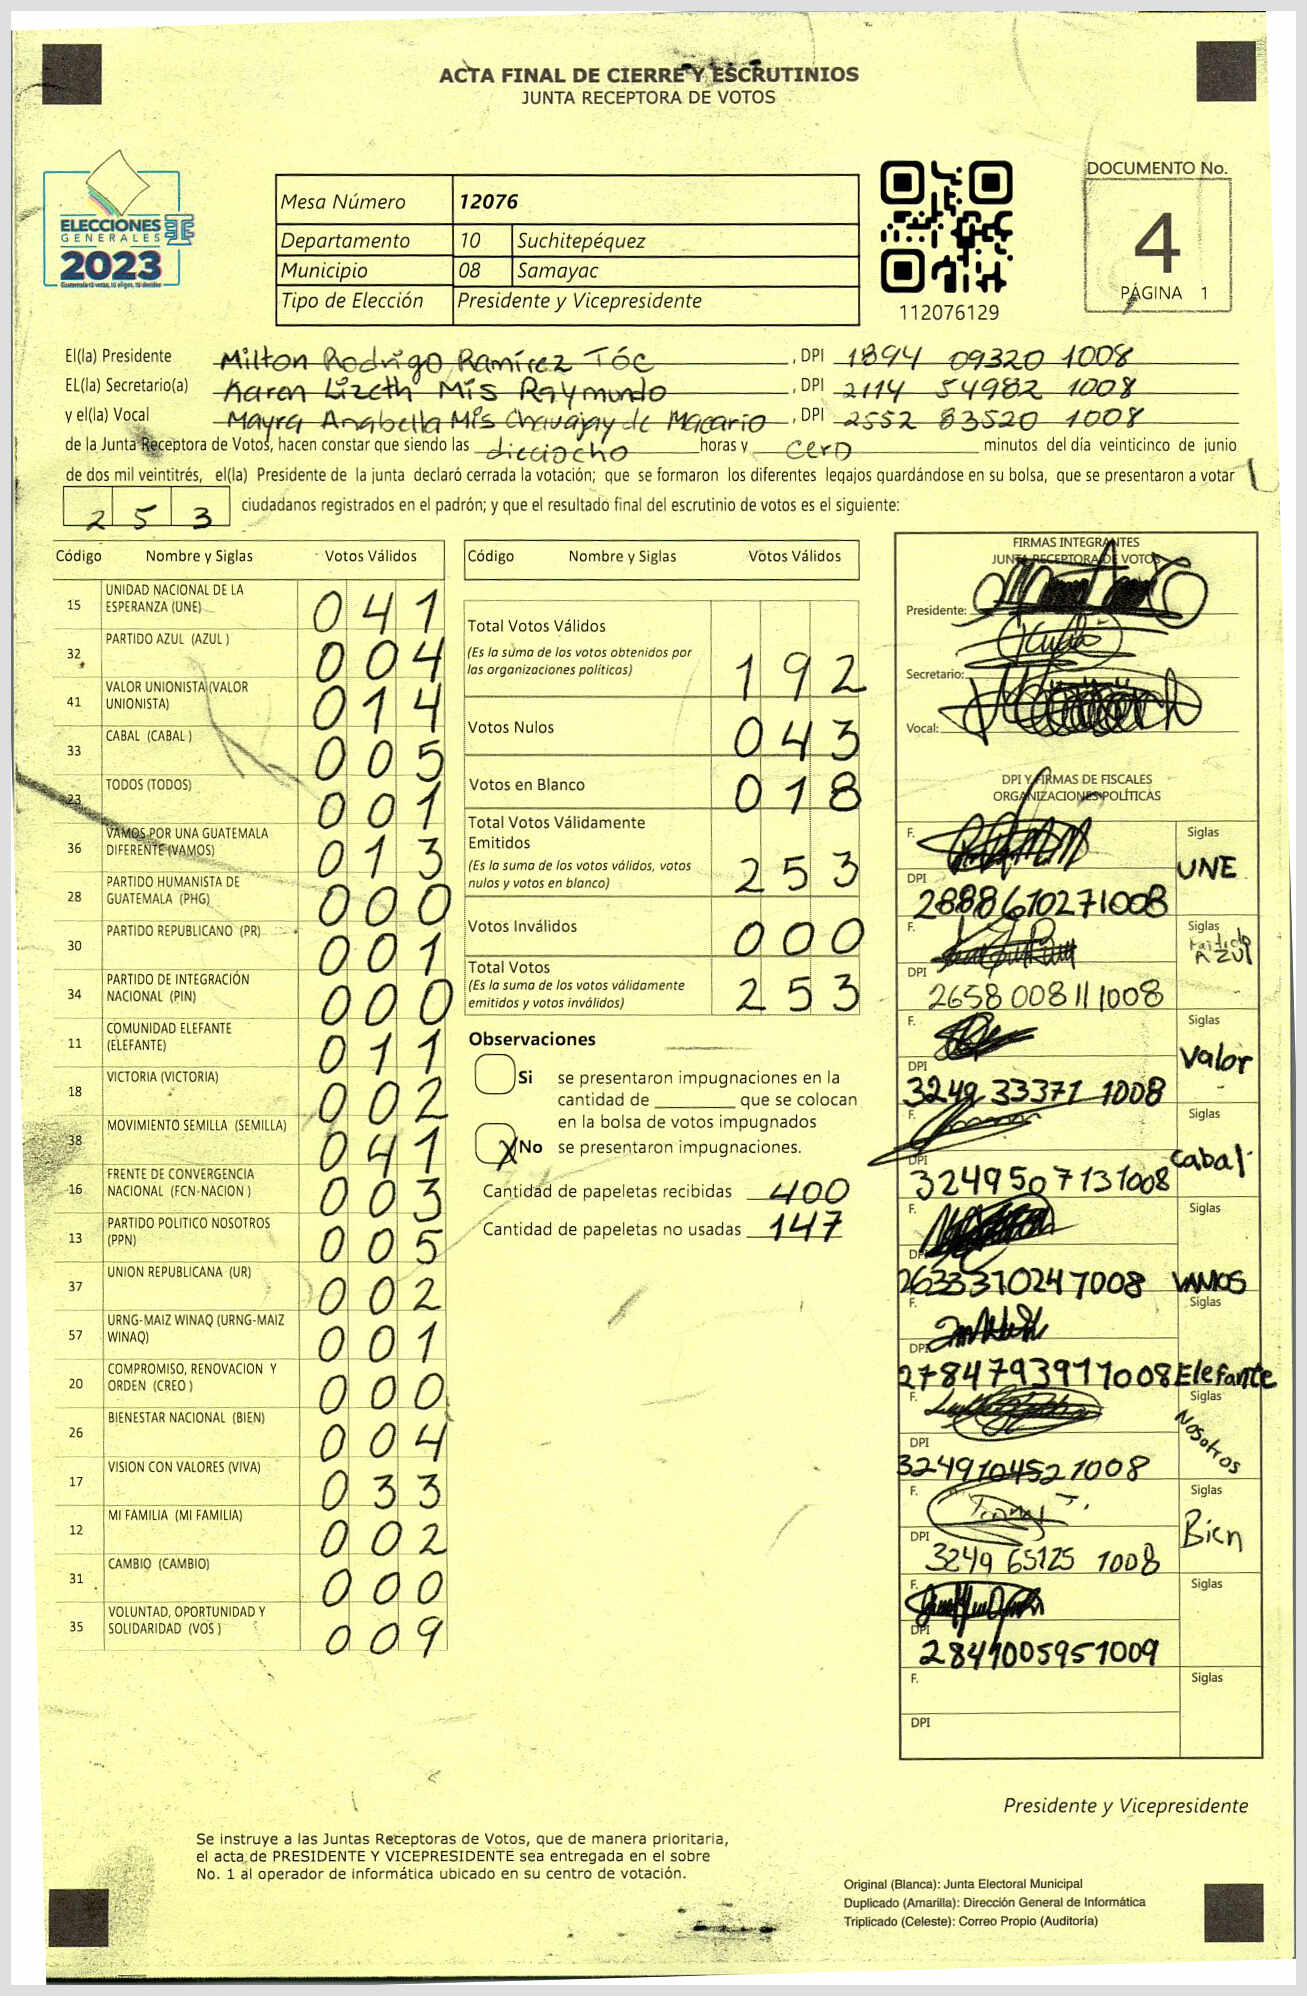 ACTA FINAL DE CIERRE Y ESCRUTINIOS
JUNTA RECEPTORA DE VOTOS
ELECCIONES
GENERALES
2023
Mesa Número 12076
Departamento 10 Suchitepéquez
Municipio 08 Samayac
Tipo de Elección Presidente y Vicepresidente
112076129
DOCUMENTO No.
4
PÁGINA 1
El(la) Presidente Milton Rodrigo Ramírez Tóc, DPI 1894 09320 1008
EL(la) Secretario(a) Karen Lizeth Mis Raymundo, DPI 2114 54982 1008
y el(la) Vocal Mayra Anabella Mis Chavajay de Macario, DPI 2552 83520 1008
de la Junta Receptora de Votos, hacen constar que siendo las dieciocho horas y cero minutos del día veinticinco de junio
de dos mil veintitrés, el(la) Presidente de la junta declaró cerrada la votación; que se formaron los diferentes legajos guardándose en su bolsa, que se presentaron a votar
253 ciudadanos registrados en el padrón; y que el resultado final del escrutinio de votos es el siguiente:
Código Nombre y Siglas Votos Válidos
15 UNIDAD NACIONAL DE LA ESPERANZA (UNE) 041
32 PARTIDO AZUL (AZUL ) 004
41 VALOR UNIONISTA (VALOR UNIONISTA) 014
33 CABAL (CABAL ) 005
23 TODOS (TODOS) 001
36 VAMOS POR UNA GUATEMALA DIFERENTE (VAMOS) 013
28 PARTIDO HUMANISTA DE GUATEMALA (PHG) 000
30 PARTIDO REPUBLICANO (PR) 001
34 PARTIDO DE INTEGRACIÓN NACIONAL (PIN) 000
11 COMUNIDAD ELEFANTE (ELEFANTE) 011
18 VICTORIA (VICTORIA) 002
38 MOVIMIENTO SEMILLA (SEMILLA) 041
16 FRENTE DE CONVERGENCIA NACIONAL (FCN-NACION ) 003
13 PARTIDO POLITICO NOSOTROS (PPN) 005
37 UNION REPUBLICANA (UR) 002
57 URNG-MAIZ WINAQ (URNG-MAIZ WINAQ) 001
20 COMPROMISO, RENOVACION Y ORDEN (CREO ) 000
26 BIENESTAR NACIONAL (BIEN) 004
17 VISION CON VALORES (VIVA) 033
12 MI FAMILIA (MI FAMILIA) 002
31 CAMBIO (CAMBIO) 000
35 VOLUNTAD, OPORTUNIDAD Y SOLIDARIDAD (VOS ) 009
Código Nombre y Siglas Votos Válidos
Total Votos Válidos 192
(Es la suma de los votos obtenidos por
las organizaciones políticas)
Votos Nulos 043
Votos en Blanco 018
Total Votos Válidamente
Emitidos 253
(Es la suma de los votos válidos, votos
nulos y votos en blanco)
Votos Inválidos 000
Total Votos 253
(Es la suma de los votos válidamente
emitidos y votos inválidos)
Observaciones
Si se presentaron impugnaciones en la
cantidad de ________ que se colocan
en la bolsa de votos impugnados
X No se presentaron impugnaciones.
Cantidad de papeletas recibidas 400
Cantidad de papeletas no usadas 147
FIRMAS INTEGRANTES
JUNTA RECEPTORA DE VOTOS
Presidente:
Secretario:
Vocal:
DPI Y FIRMAS DE FISCALES
ORGANIZACIONES POLÍTICAS
F. Siglas UNE
DPI 2888610271008
F. Siglas Partido AZUL
DPI 2658 00811 1008
F. Siglas Valor
DPI 3249 33371 1008
F. Siglas Cabal
DPI 3249507131008
F. Siglas VAMOS
DPI 2633310247008
F. Siglas Elefante
DPI 2784793911008
F. Siglas Nosotros
DPI 3249104521008
F. Siglas Bien
DPI 3249 65125 1008
F. Siglas
DPI 2841005951009
F. Siglas
DPI
Presidente y Vicepresidente
Se instruye a las Juntas Receptoras de Votos, que de manera prioritaria,
el acta de PRESIDENTE Y VICEPRESIDENTE sea entregada en el sobre
No. 1 al operador de informática ubicado en su centro de votación.
Original (Blanca): Junta Electoral Municipal
Duplicado (Amarilla): Dirección General de Informática
Triplicado (Celeste): Correo Propio (Auditoría)